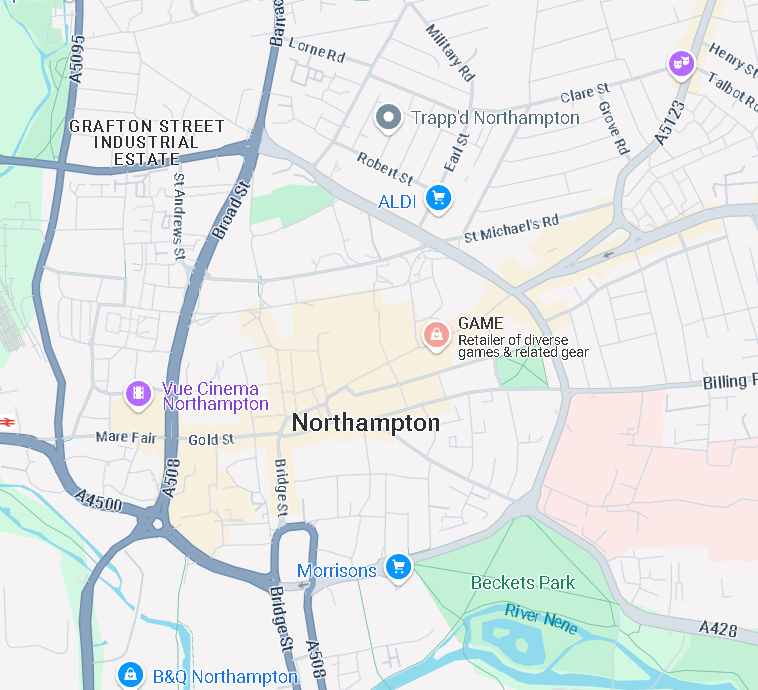 A5095
Lorne Rd
Military Rd
Henry St
Talbot Rd
Clare St
Grove Rd
A5123
GRAFTON STREET
INDUSTRIAL
ESTATE
Trapp'd Northampton
Earl St
Robert St
ALDI
St Andrews St
Broad St
St Michael's Rd
GAME
Retailer of diverse
games & related gear
Vue Cinema
Northampton
Billing
Northampton
Mare Fair
Gold St
A508
A4500
Bridge St
Morrisons
Beckets Park
River Nene
Bridge St
A508
A428
B&Q Northampton